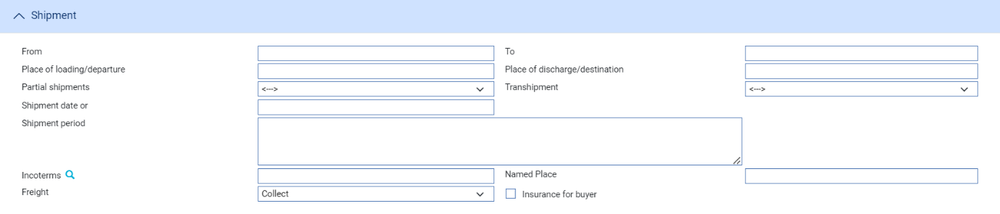 Shipment
From To
Place of loading/departure Place of discharge/destination
Partial shipments <---> Transhipment <--->
Shipment date or
Shipment period
Incoterms Named Place
Freight Collect Insurance for buyer